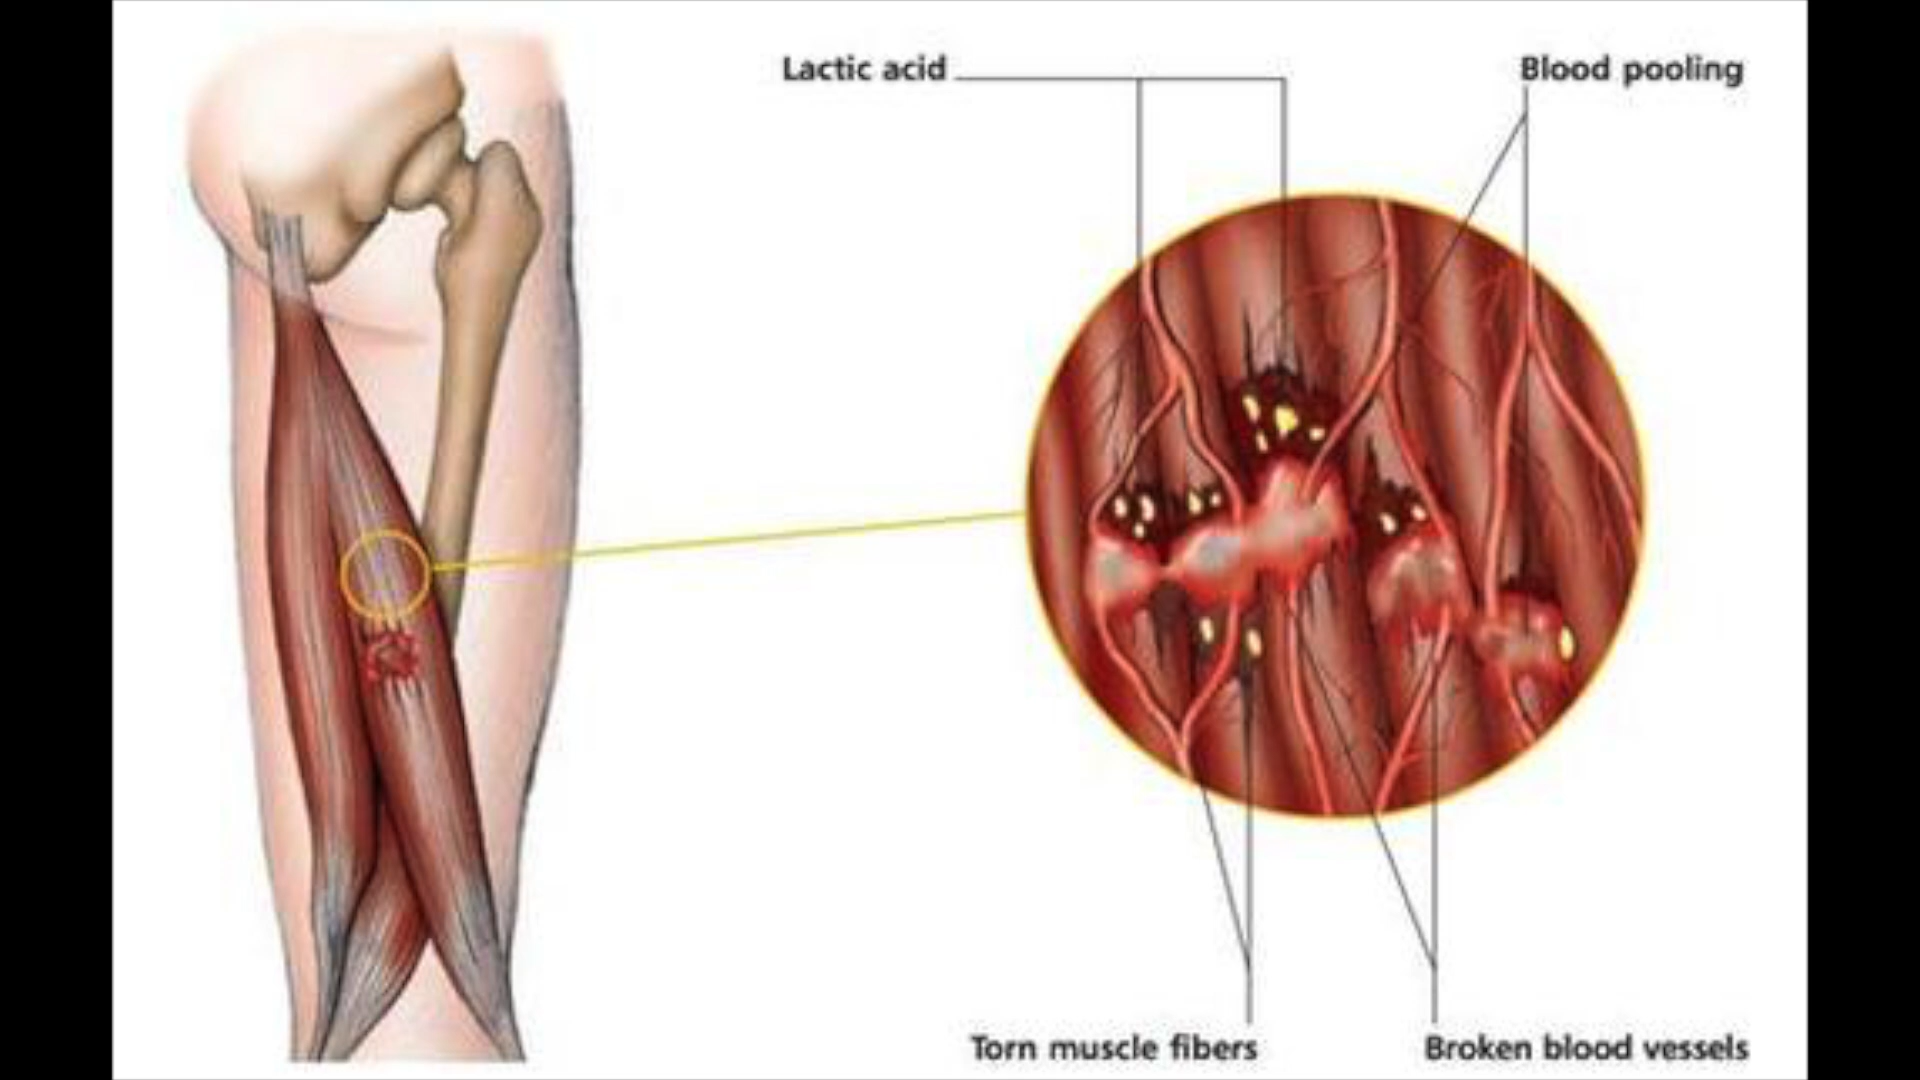 Lactic acid
Blood pooling
Torn muscle fibers
Broken blood vessels